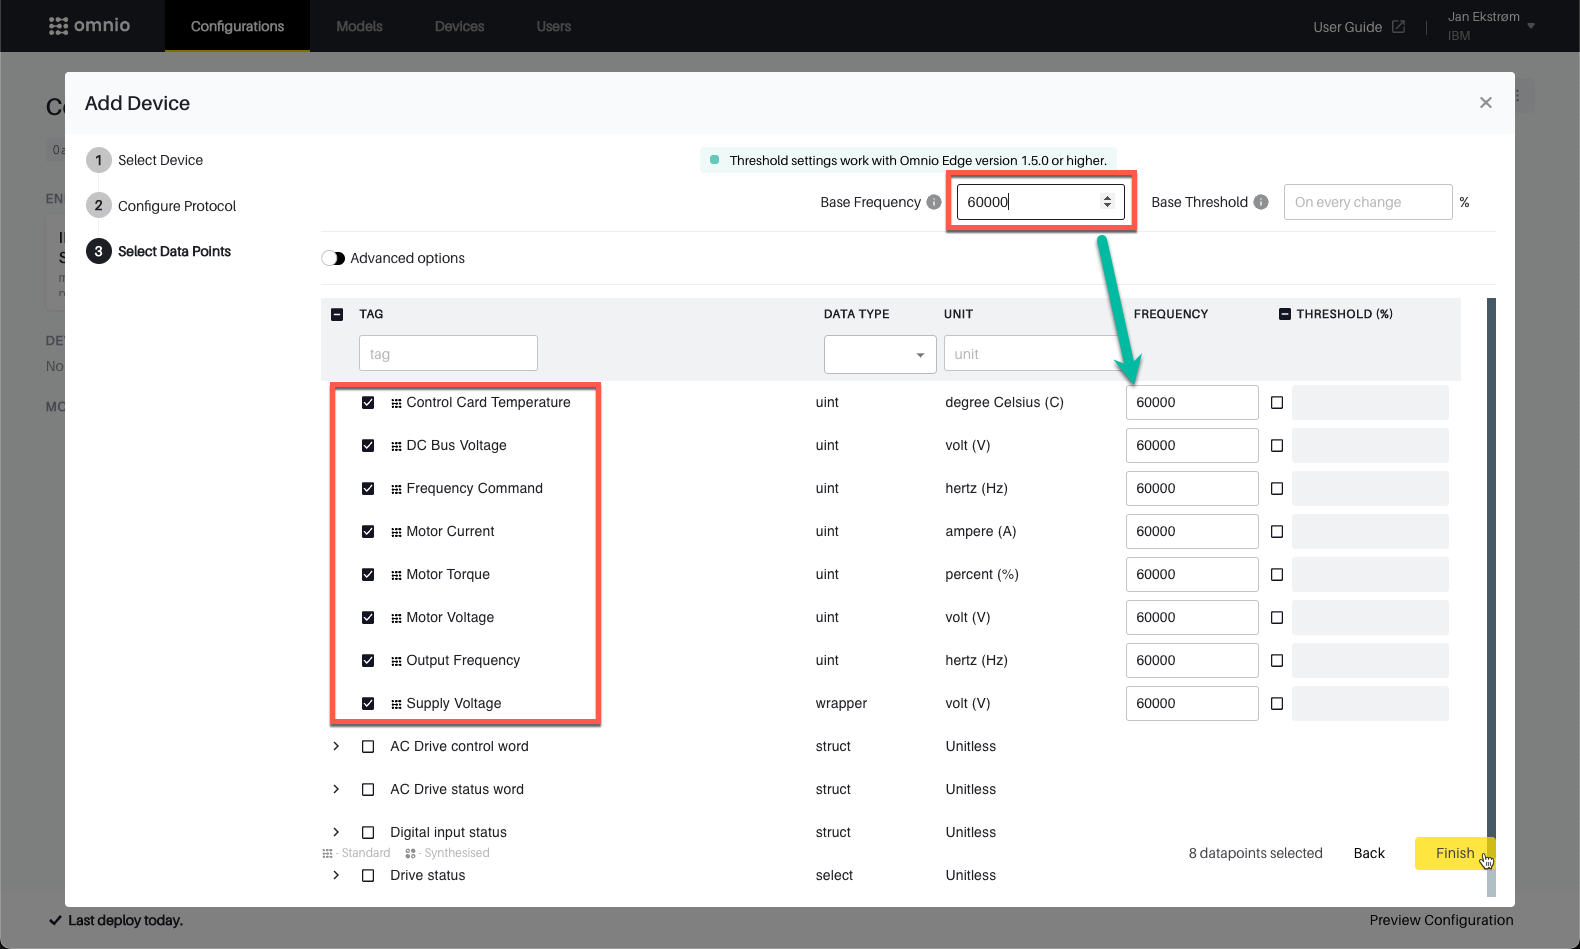 omnio Configurations Models Devices Users User Guide Jan Ekstrøm
IBM
Add Device
1 Select Device
Threshold settings work with Omnio Edge version 1.5.0 or higher.
2 Configure Protocol
Base Frequency 60000 Base Threshold On every change %
3 Select Data Points
Advanced options
TAG DATA TYPE UNIT FREQUENCY THRESHOLD (%)
tag unit
Control Card Temperature uint degree Celsius (C) 60000
DC Bus Voltage uint volt (V) 60000
Frequency Command uint hertz (Hz) 60000
Motor Current uint ampere (A) 60000
Motor Torque uint percent (%) 60000
Motor Voltage uint volt (V) 60000
Output Frequency uint hertz (Hz) 60000
Supply Voltage wrapper volt (V) 60000
AC Drive control word struct Unitless
AC Drive status word struct Unitless
Digital input status struct Unitless
- Standard - Synthesised 8 datapoints selected Back Finish
Drive status select Unitless
Last deploy today. Preview Configuration